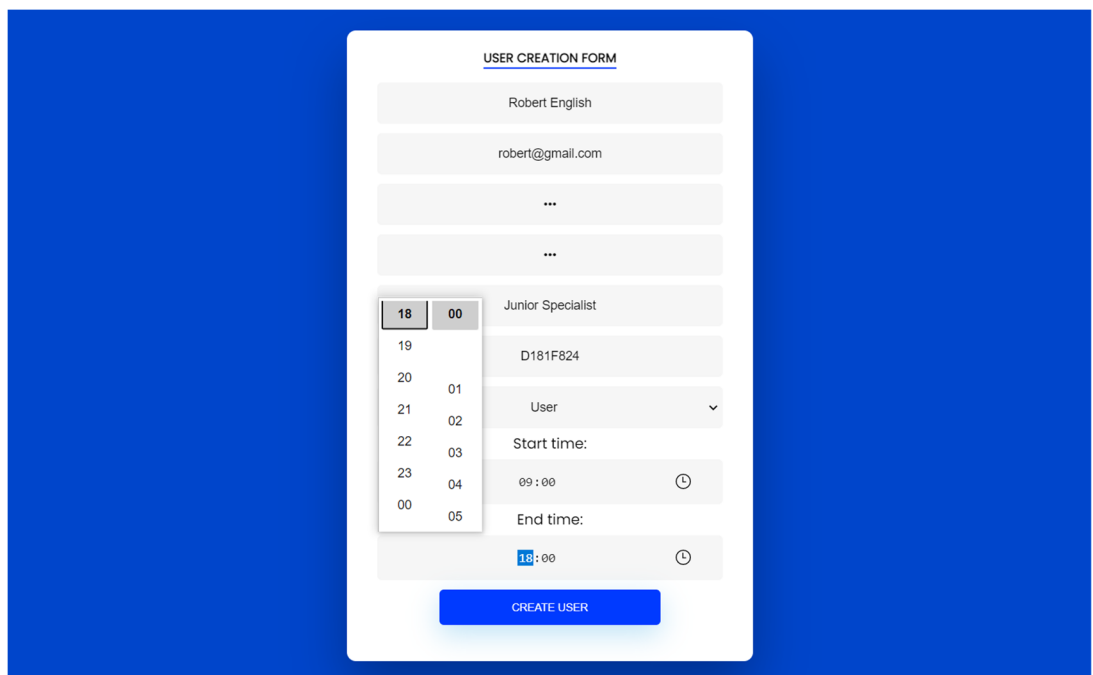 USER CREATION FORM
Robert English
robert@gmail.com
•••
•••
Junior Specialist
D181F824
User
Start time:
09:00
End time:
18:00
18 00
19
20
01
21
02
22
03
23
04
00
05
CREATE USER